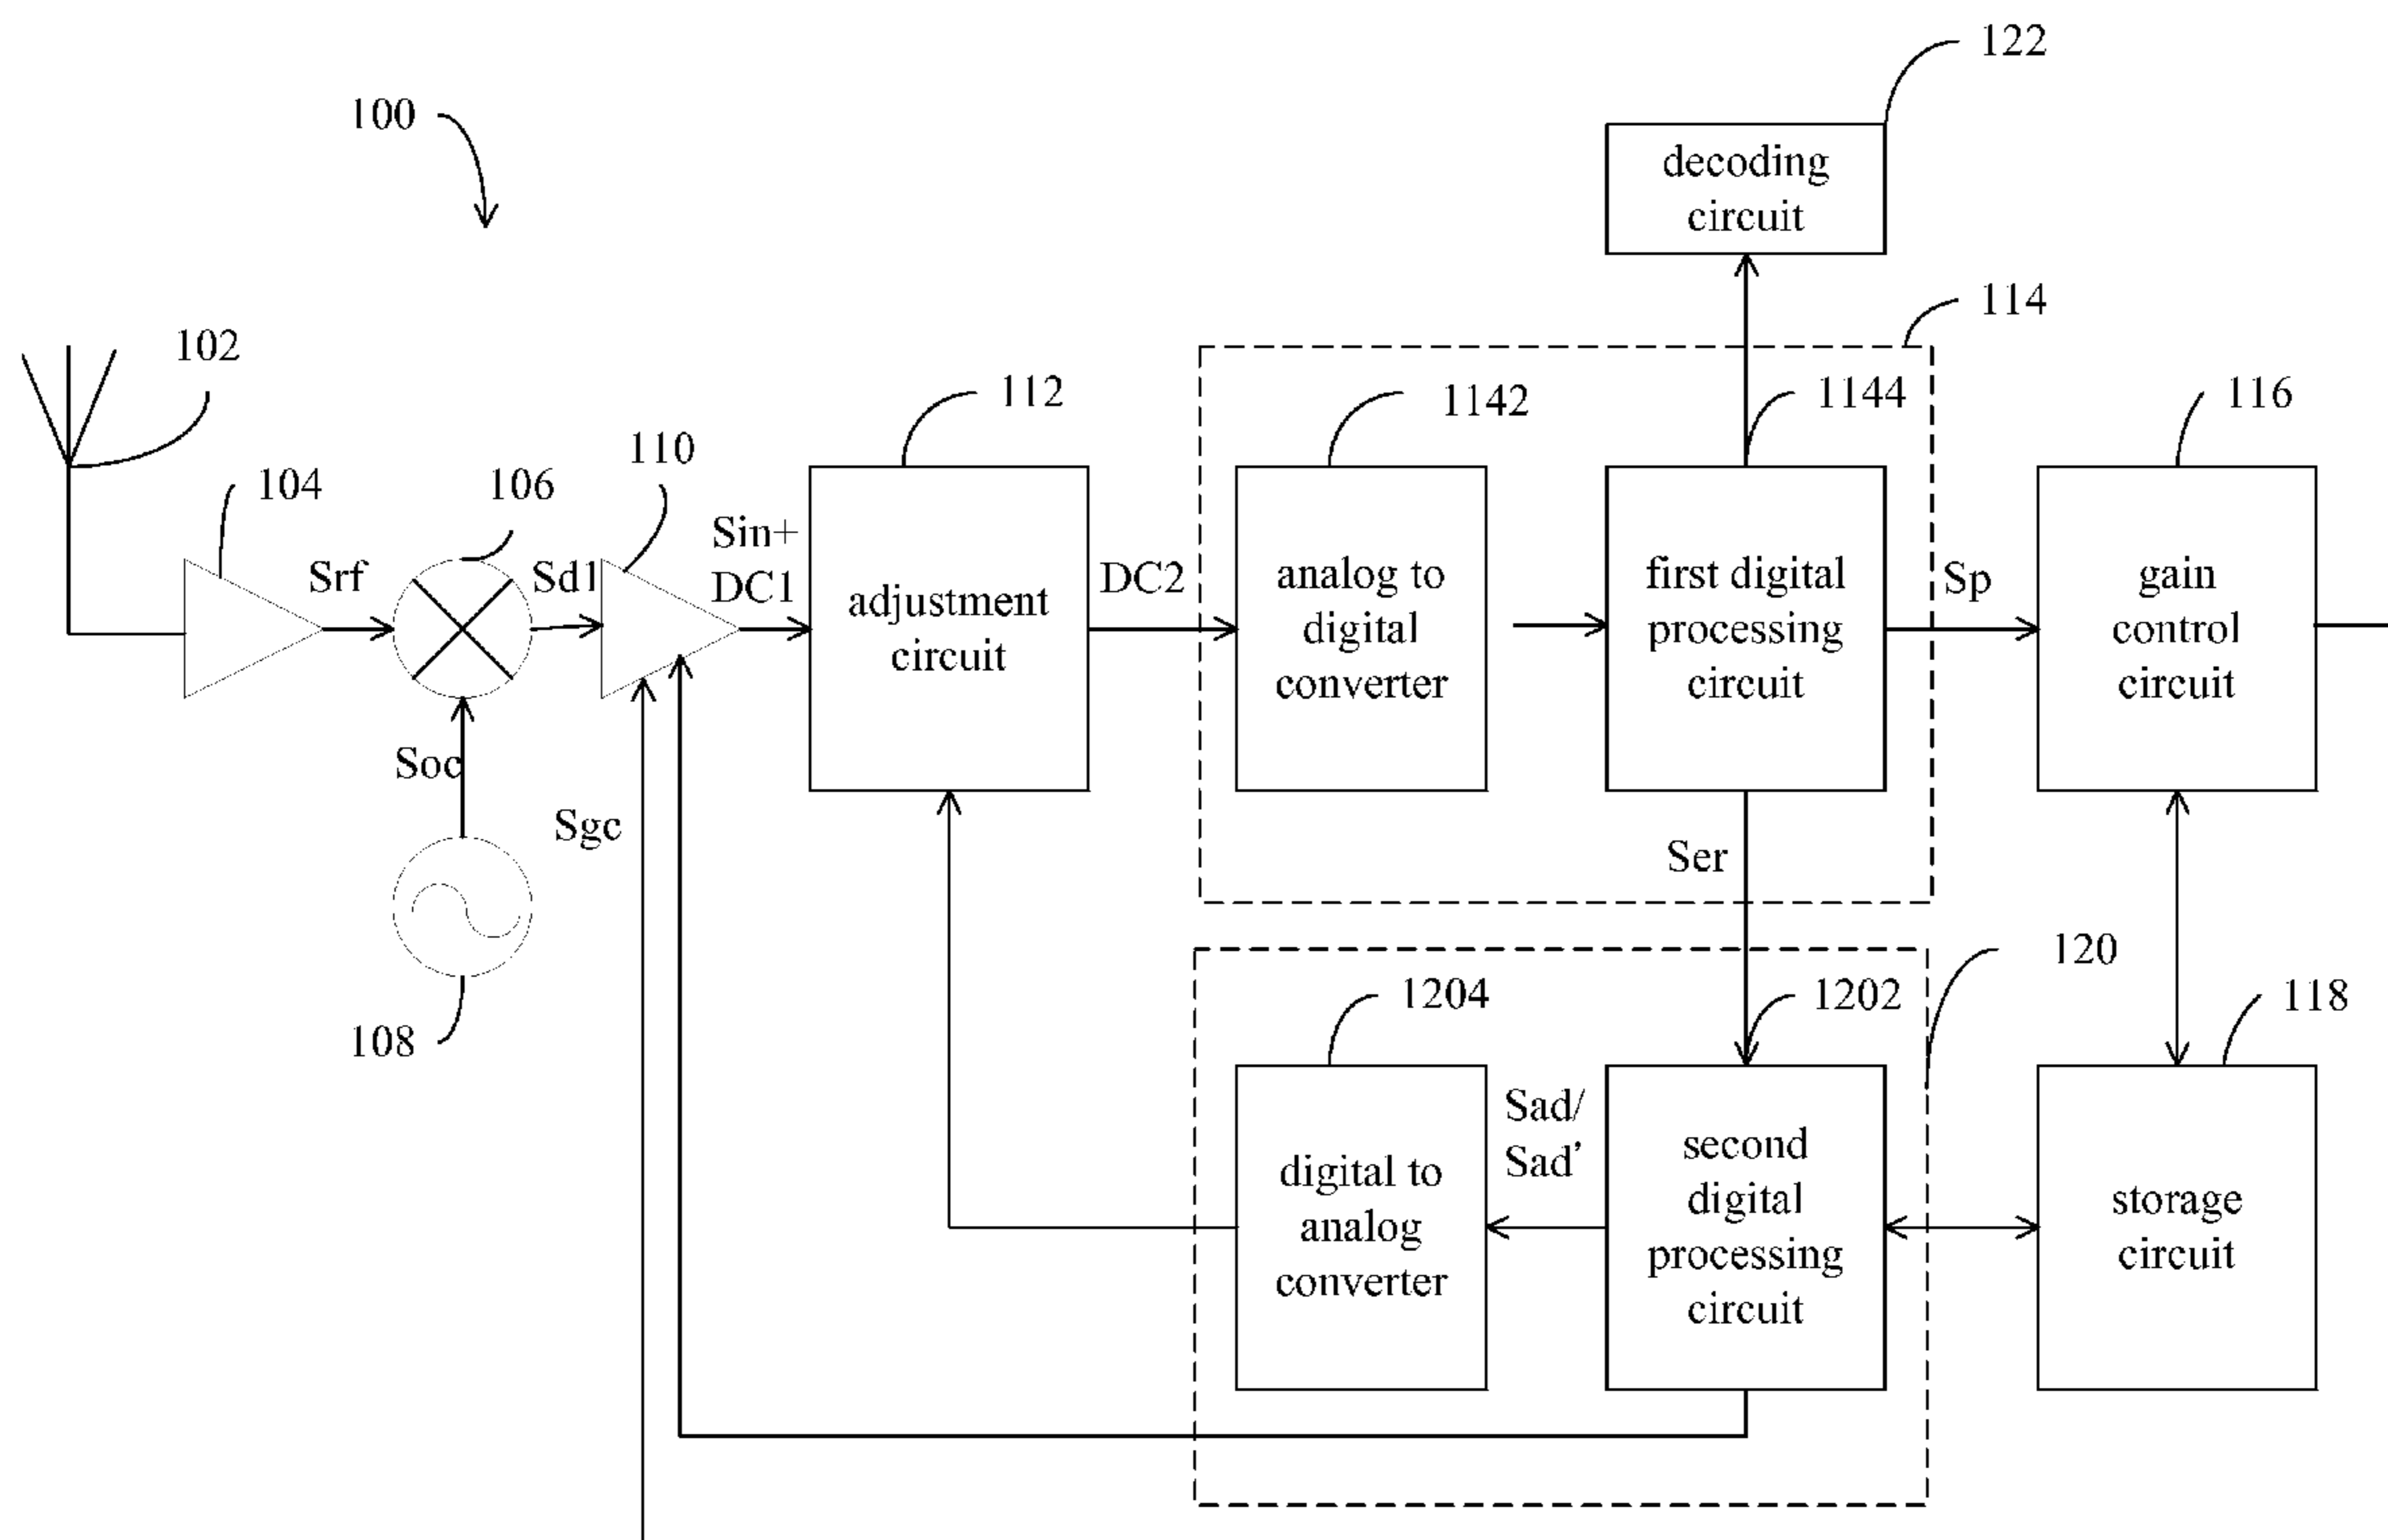 122
100
decoding
circuit
114
102
112
1142
1144
116
110
104
106
Sin+
DC1
Srf
Sd1
DC2
Sp
adjustment
circuit
analog to
digital
converter
first digital
processing
circuit
gain
control
circuit
Soc
Sgc
Ser
108
120
1204
1202
118
Sad/
Sad'
digital to
analog
converter
second
digital
processing
circuit
storage
circuit